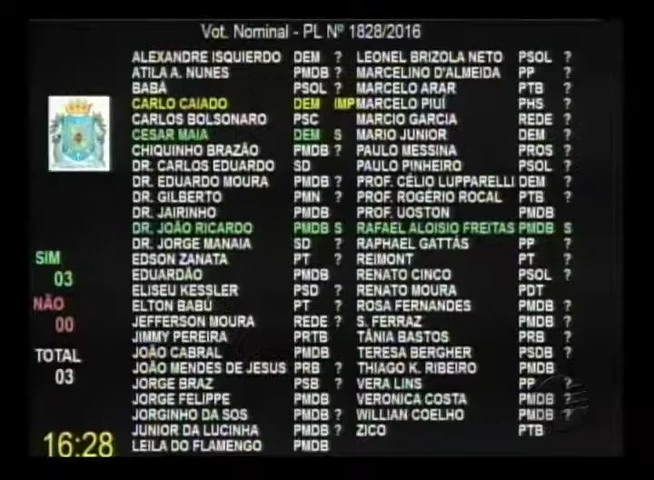 Vot. Nominal - PL Nº 1828/2016
ALEXANDRE ISQUIERDO DEM ? LEONEL BRIZOLA NETO PSOL ?
ATILA A. NUNES PMDB ? MARCELINO D'ALMEIDA PP ?
BABÁ PSOL ? MARCELO ARAR PTB ?
CARLO CAIADO DEM IMP MARCELO PIUÍ PHS ?
CARLOS BOLSONARO PSC MARCIO GARCIA REDE ?
CESAR MAIA DEM S MARIO JUNIOR DEM ?
CHIQUINHO BRAZÃO PMDB ? PAULO MESSINA PROS ?
DR. CARLOS EDUARDO SD PAULO PINHEIRO PSOL ?
DR. EDUARDO MOURA PMDB ? PROF. CÉLIO LUPPARELLI DEM ?
DR. GILBERTO PMN ? PROF. ROGÉRIO ROCAL PTB ?
DR. JAIRINHO PMDB PROF. UOSTON PMDB
DR. JOÃO RICARDO PMDB S RAFAEL ALOISIO FREITAS PMDB S
DR. JORGE MANAIA SD ? RAPHAEL GATTÁS PP ?
SIM
EDSON ZANATA PT ? REIMONT PT ?
03
EDUARDÃO PMDB RENATO CINCO PSOL ?
ELISEU KESSLER PSD ? RENATO MOURA PDT
NÃO
ELTON BABÚ PT ? ROSA FERNANDES PMDB ?
00
JEFFERSON MOURA REDE ? S. FERRAZ PMDB ?
JIMMY PEREIRA PRTB TÂNIA BASTOS PRB ?
TOTAL
JOÃO CABRAL PMDB TERESA BERGHER PSDB ?
03
JOÃO MENDES DE JESUS PRB ? THIAGO K. RIBEIRO PMDB
JORGE BRAZ PSB ? VERA LINS PP ?
JORGE FELIPPE PMDB VERONICA COSTA PMDB ?
JORGINHO DA SOS PMDB ? WILLIAN COELHO PMDB ?
JUNIOR DA LUCINHA PMDB ? ZICO PTB
16:28
LEILA DO FLAMENGO PMDB